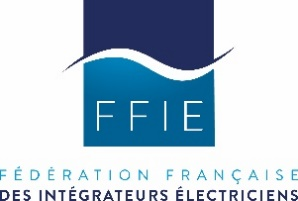 FFIE
FÉDÉRATION FRANÇAISE
DES INTÉGRATEURS ÉLECTRICIENS